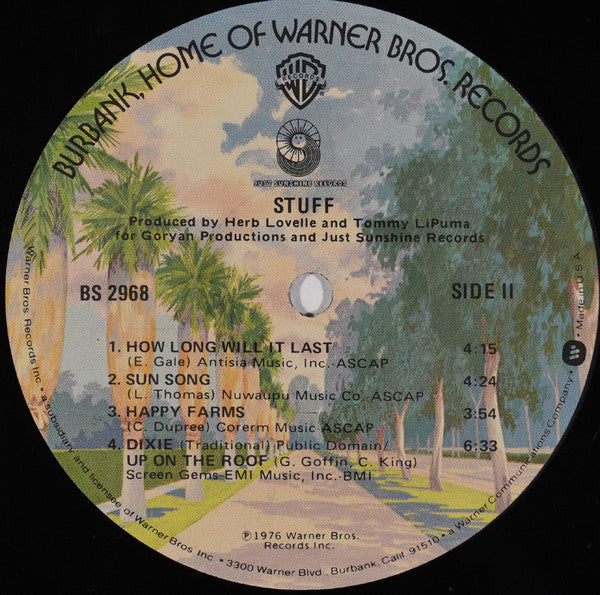 BURBANK, HOME OF WARNER BROS. RECORDS
RECORDS
JUST SUNSHINE RECORDS
STUFF
Produced by Herb Lovelle and Tommy LiPuma
for Goryan Productions and Just Sunshine Records
BS 2968
SIDE II
1. HOW LONG WILL IT LAST 4:15
(E. Gale) Antisia Music, Inc.-ASCAP
2. SUN SONG 4:24
(L. Thomas) Nuwaupu Music Co. ASCAP
3. HAPPY FARMS 3:54
(C. Dupree) Corerm Music ASCAP
4. DIXIE (Traditional) Public Domain/ 6:33
UP ON THE ROOF (G. Goffin, C. King)
Screen Gems EMI Music, Inc.-BMI
℗1976 Warner Bros.
Records Inc.
Warner Bros. Records Inc. • a subsidiary and licensee of Warner Bros. Inc. • 3300 Warner Blvd., Burbank, Calif. 91510 • a Warner Communications Company • Made in U S A